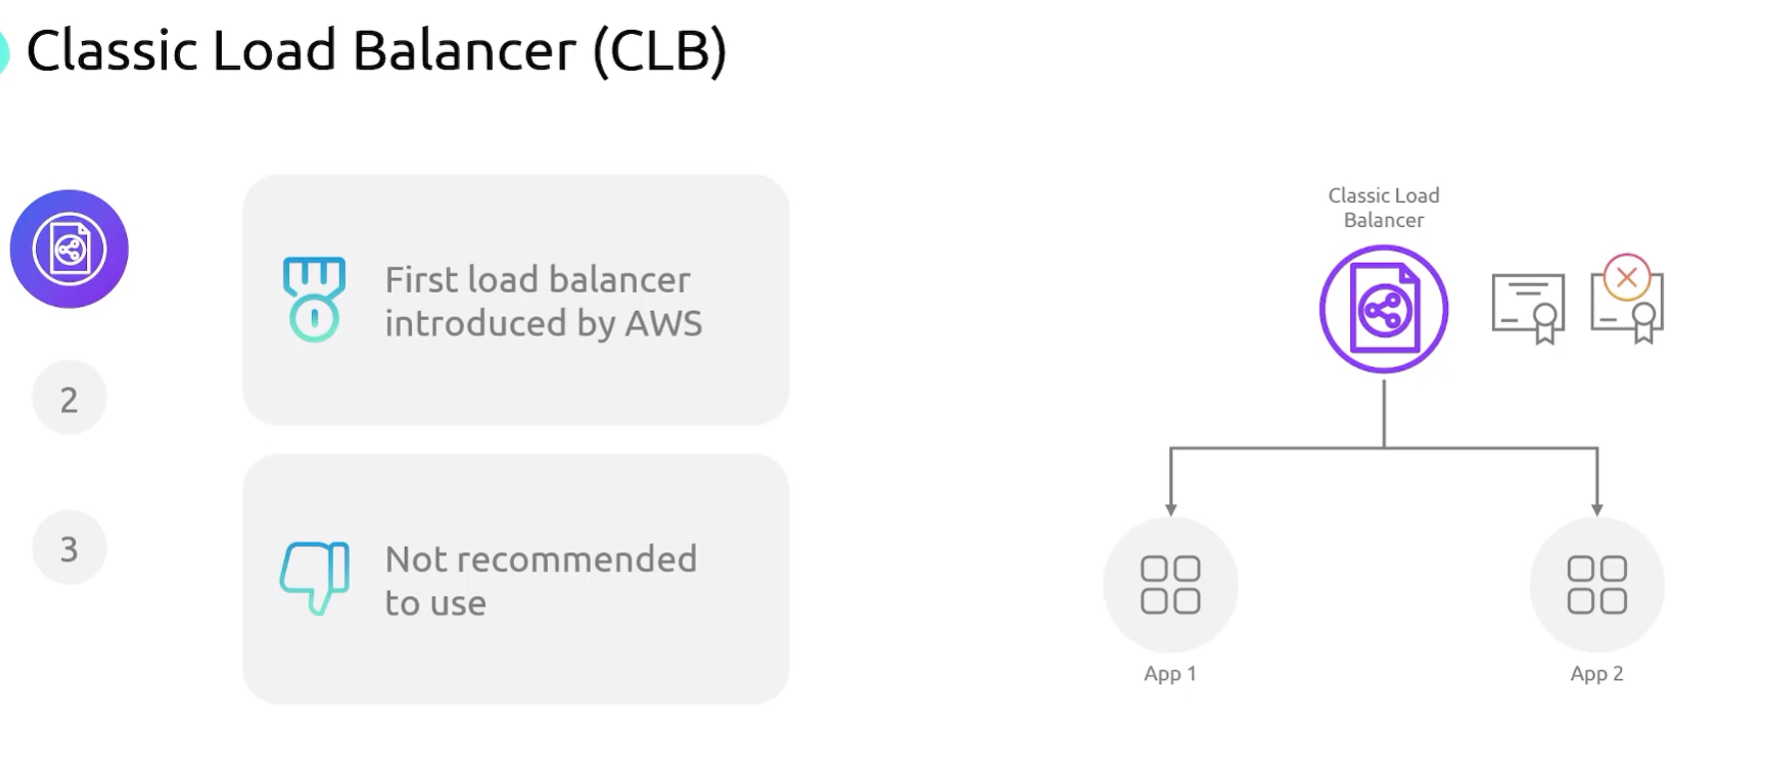 Classic Load Balancer (CLB)
First load balancer
introduced by AWS
2
3
Not recommended
to use
Classic Load
Balancer
App 1
App 2